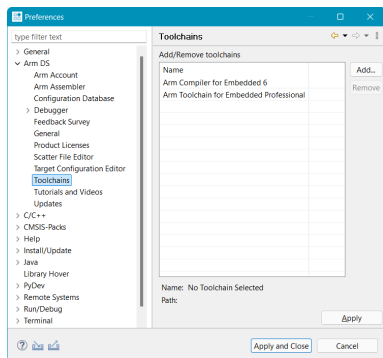 Preferences
type filter text
General
Arm DS
Arm Account
Arm Assembler
Configuration Database
Debugger
Feedback Survey
General
Product Licenses
Scatter File Editor
Target Configuration Editor
Toolchains
Tutorials and Videos
Updates
C/C++
CMSIS-Packs
Help
Install/Update
Java
Library Hover
PyDev
Remote Systems
Run/Debug
Terminal
Toolchains
Add/Remove toolchains
Name
Arm Compiler for Embedded 6
Arm Toolchain for Embedded Professional
Add...
Remove
Name: No Toolchain Selected
Path:
Apply
Apply and Close
Cancel